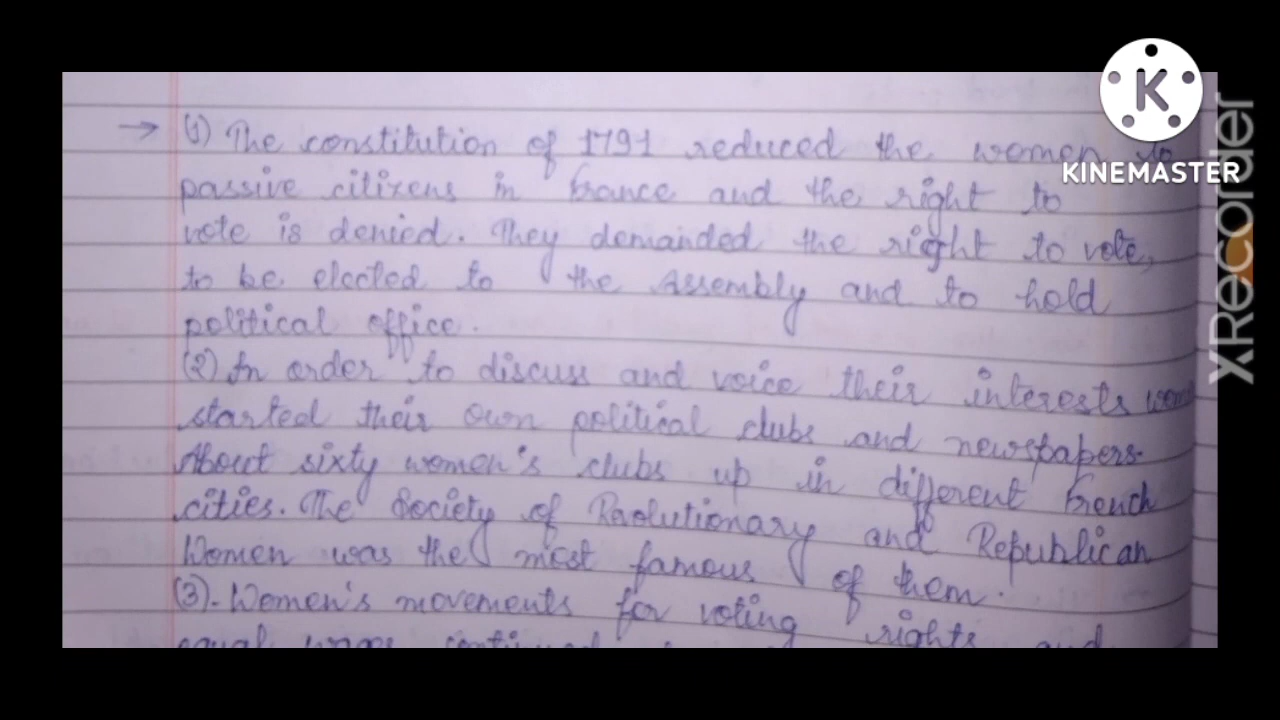 → (1) The constitution of 1791 reduced the women to
passive citizens in france and the right to
vote is denied. They demanded the right to vote,
to be elected to the Assembly and to hold
political office.
(2) In order to discuss and voice their interests
started their own political clubs and newspapers.
About sixty women's clubs up in different french
cities. The Society of Raolutionary and Republican
Women was the most famous of them.
(3). Women's movements for voting rights and
equal wages continued
K
KINEMASTER
XRecorder